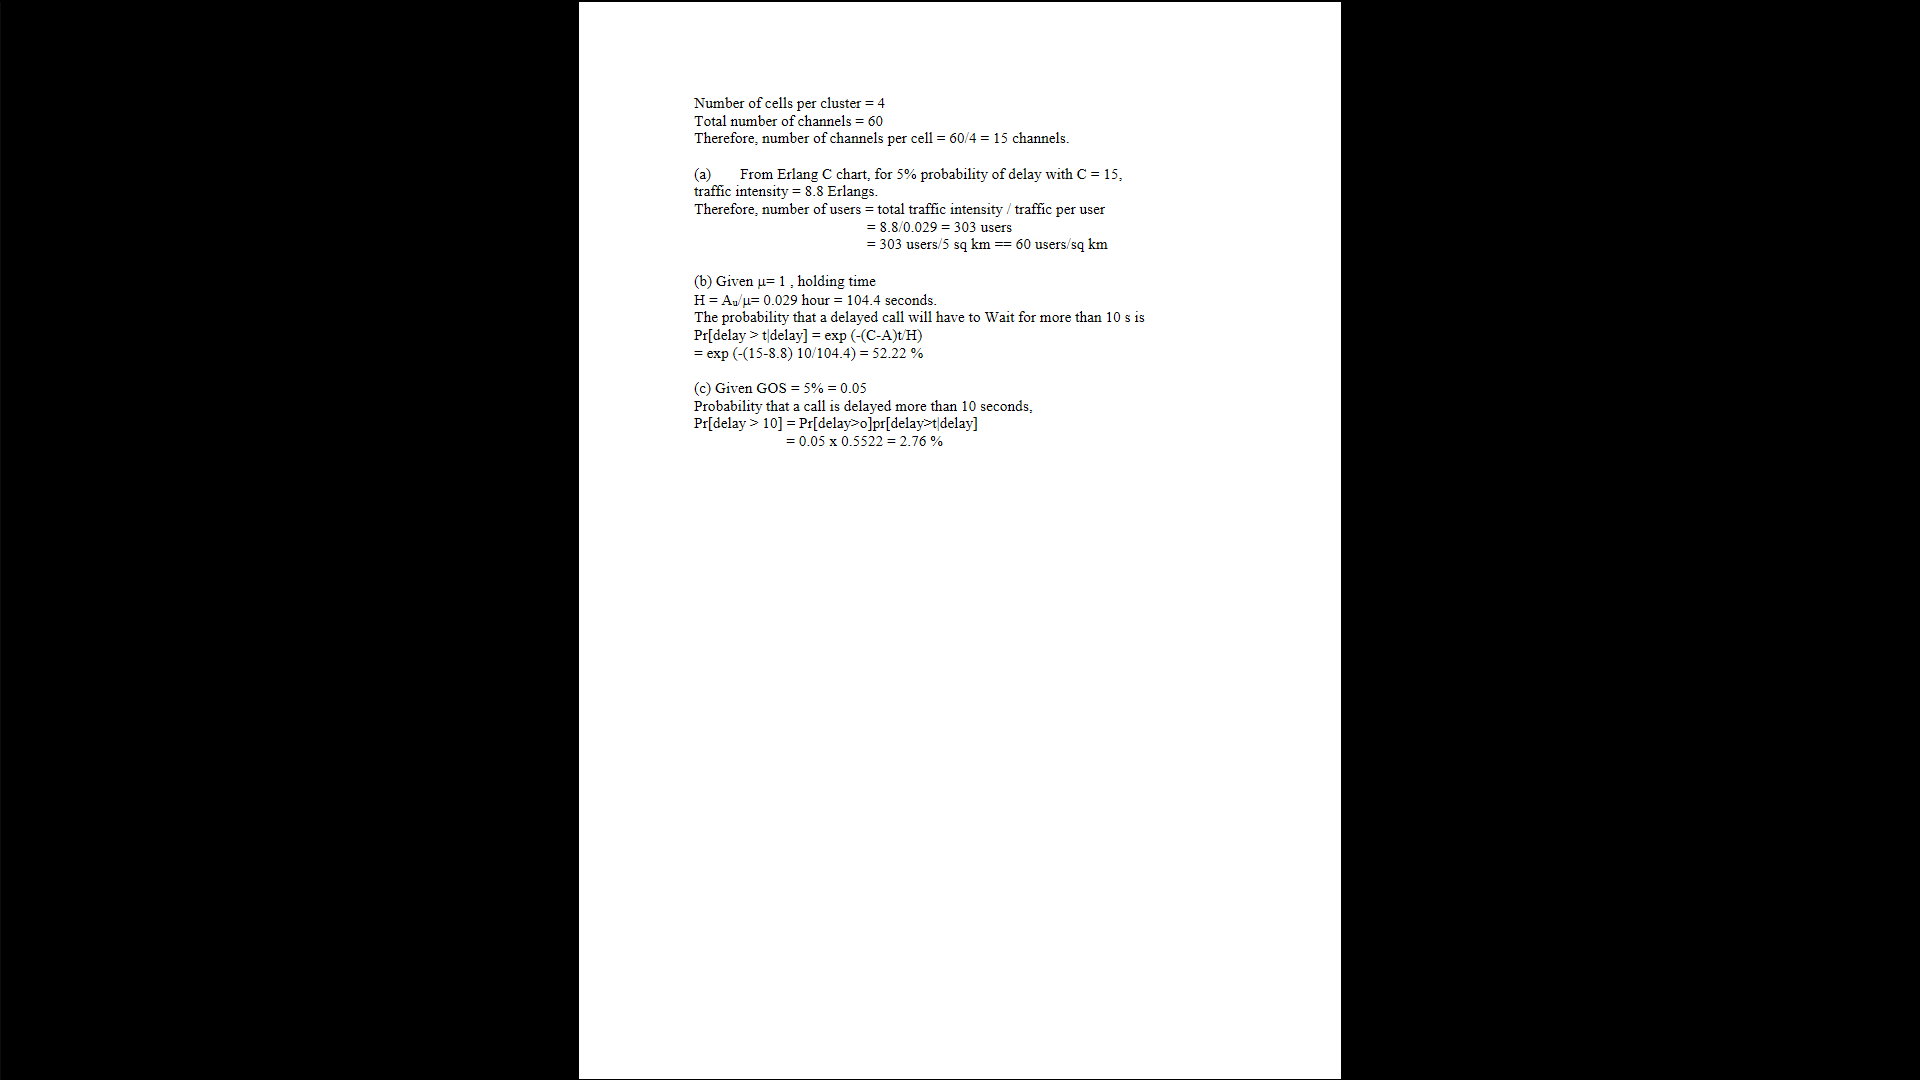 Number of cells per cluster = 4
Total number of channels = 60
Therefore, number of channels per cell = 60/4 = 15 channels.
(a) From Erlang C chart, for 5% probability of delay with C = 15,
traffic intensity = 8.8 Erlangs.
Therefore, number of users = total traffic intensity / traffic per user
= 8.8/0.029 = 303 users
= 303 users/5 sq km == 60 users/sq km
(b) Given μ= 1 , holding time
H = Au/μ= 0.029 hour = 104.4 seconds.
The probability that a delayed call will have to Wait for more than 10 s is
Pr[delay > t|delay] = exp (-(C-A)t/H)
= exp (-(15-8.8) 10/104.4) = 52.22 %
(c) Given GOS = 5% = 0.05
Probability that a call is delayed more than 10 seconds,
Pr[delay > 10] = Pr[delay>o]pr[delay>t|delay]
= 0.05 x 0.5522 = 2.76 %